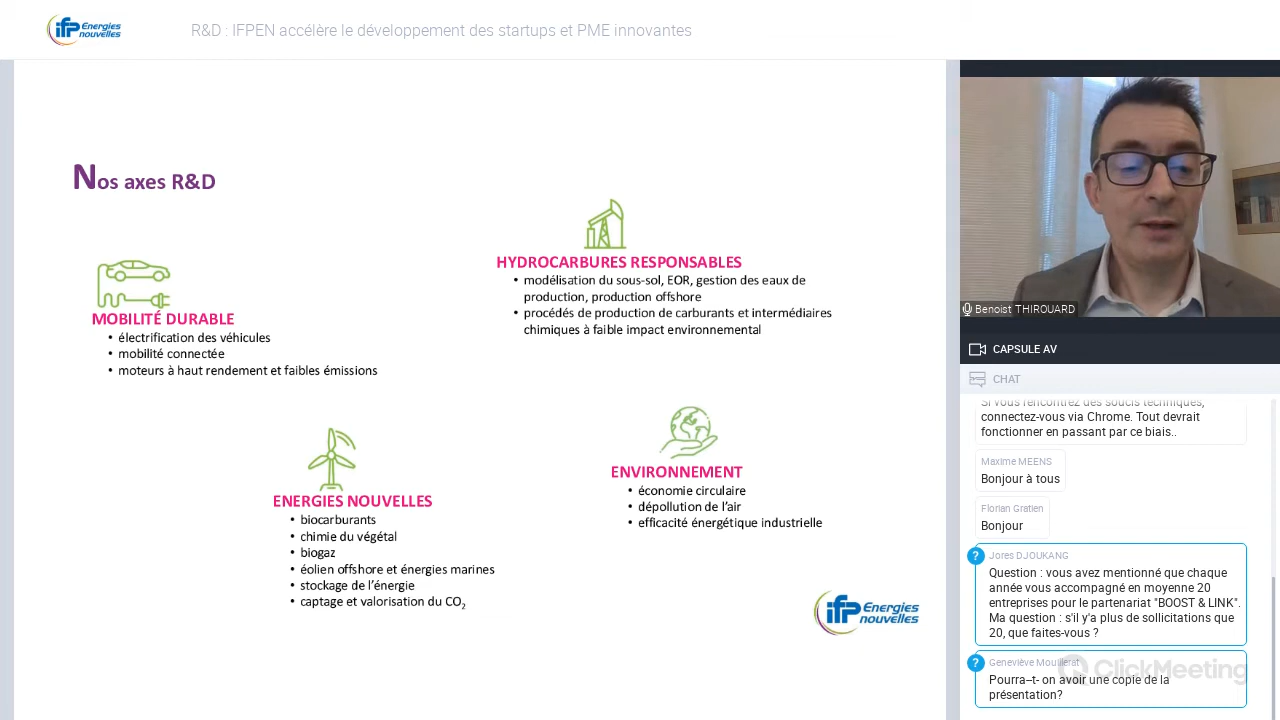 ifp Energies
nouvelles
R&D : IFPEN accélère le développement des startups et PME innovantes
Nos axes R&D
HYDROCARBURES RESPONSABLES
• modélisation du sous-sol, EOR, gestion des eaux de
production, production offshore
• procédés de production de carburants et intermédiaires
chimiques à faible impact environnemental
MOBILITÉ DURABLE
• électrification des véhicules
• mobilité connectée
• moteurs à haut rendement et faibles émissions
ENERGIES NOUVELLES
• biocarburants
• chimie du végétal
• biogaz
• éolien offshore et énergies marines
• stockage de l’énergie
• captage et valorisation du CO2
ENVIRONNEMENT
• économie circulaire
• dépollution de l’air
• efficacité énergétique industrielle
ifp Energies
nouvelles
Benoist THIROUARD
CAPSULE AV
CHAT
Si vous rencontrez des soucis techniques,
connectez-vous via Chrome. Tout devrait
fonctionner en passant par ce biais..
Maxime MEENS
Bonjour à tous
Florian Gratien
Bonjour
?
Jores DJOUKANG
Question : vous avez mentionné que chaque
année vous accompagné en moyenne 20
entreprises pour le partenariat "BOOST & LINK".
Ma question : s'il y'a plus de sollicitations que
20, que faites-vous ?
?
Geneviève Mouillerat
Pourra–t- on avoir une copie de la
présentation?
ClickMeeting